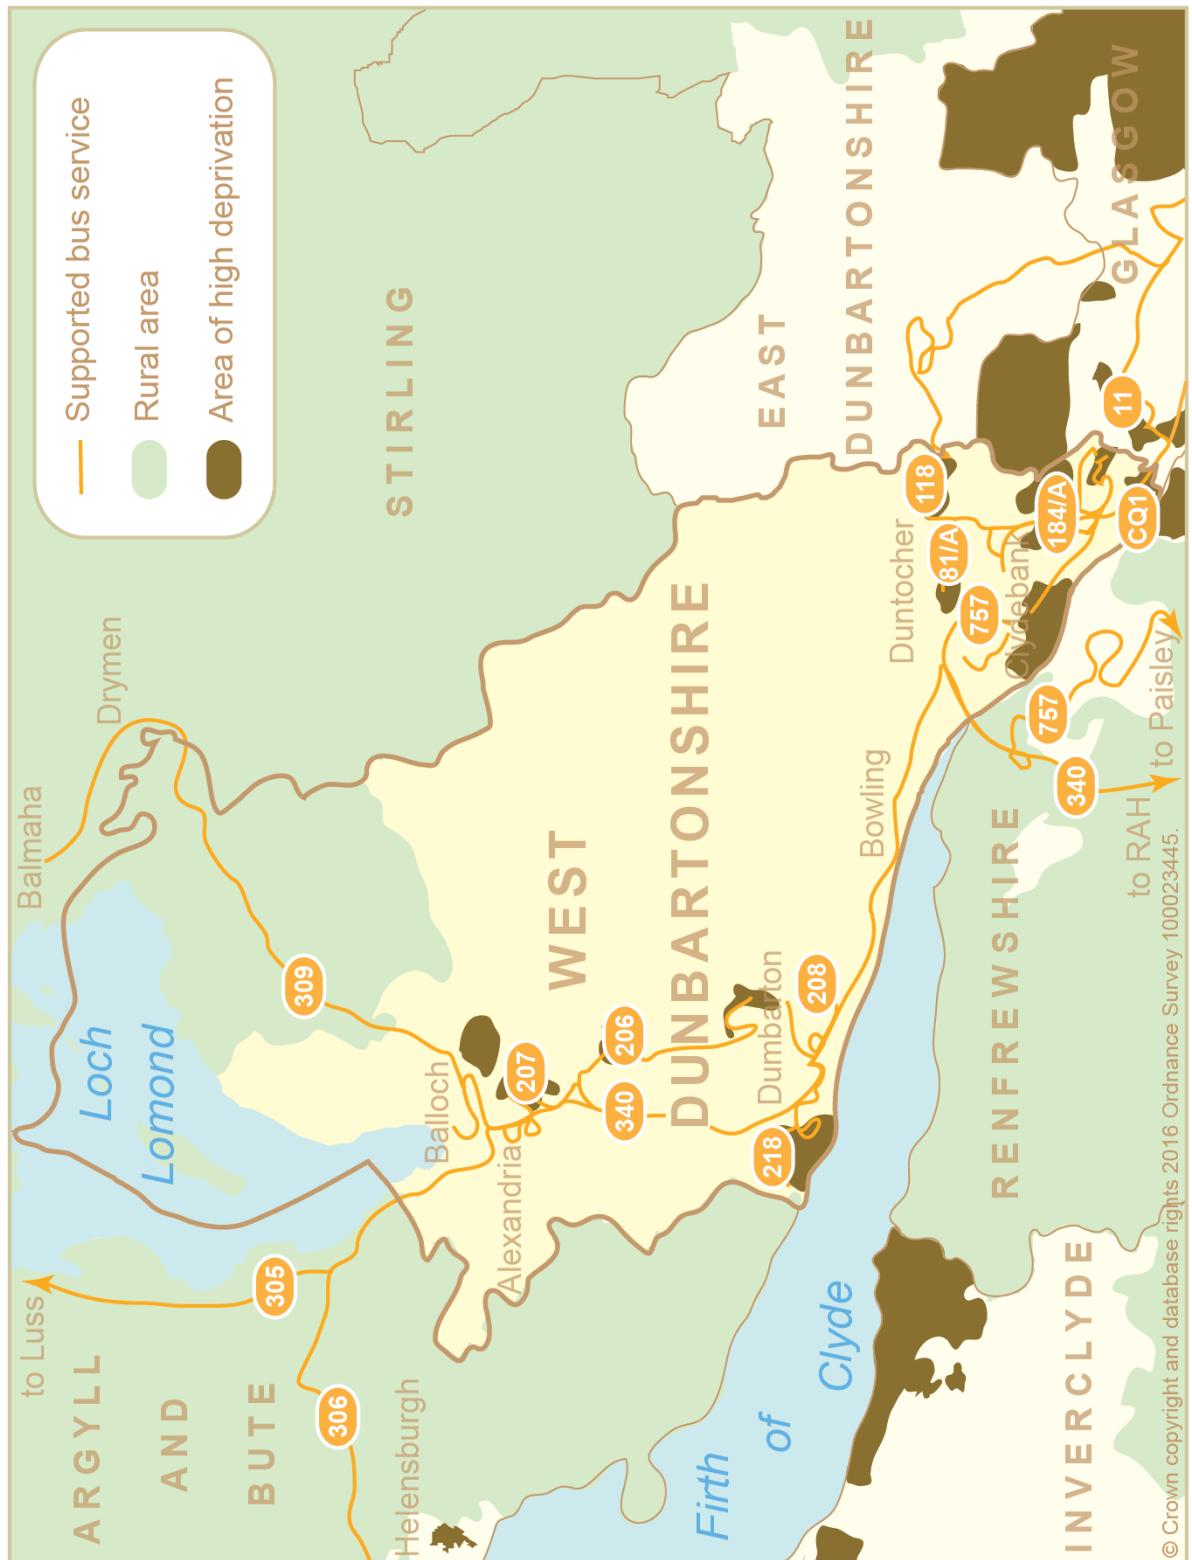 Supported bus service
Rural area
Area of high deprivation
to Luss
Balmaha
Drymen
ARGYLL
AND
BUTE
Loch
Lomond
STIRLING
305
309
306
Helensburgh
Balloch
Alexandria
207
WEST
DUNBARTONSHIRE
206
340
EAST
DUNBARTONSHIRE
Firth
of
Clyde
218
Dumbarton
208
Bowling
Duntocher
118
81/A
757
Clydebank
184/A
GLASGOW
11
CQ1
INVERCLYDE
RENFREWSHIRE
757
340
to RAH
to Paisley
© Crown copyright and database rights 2016 Ordnance Survey 100023445.